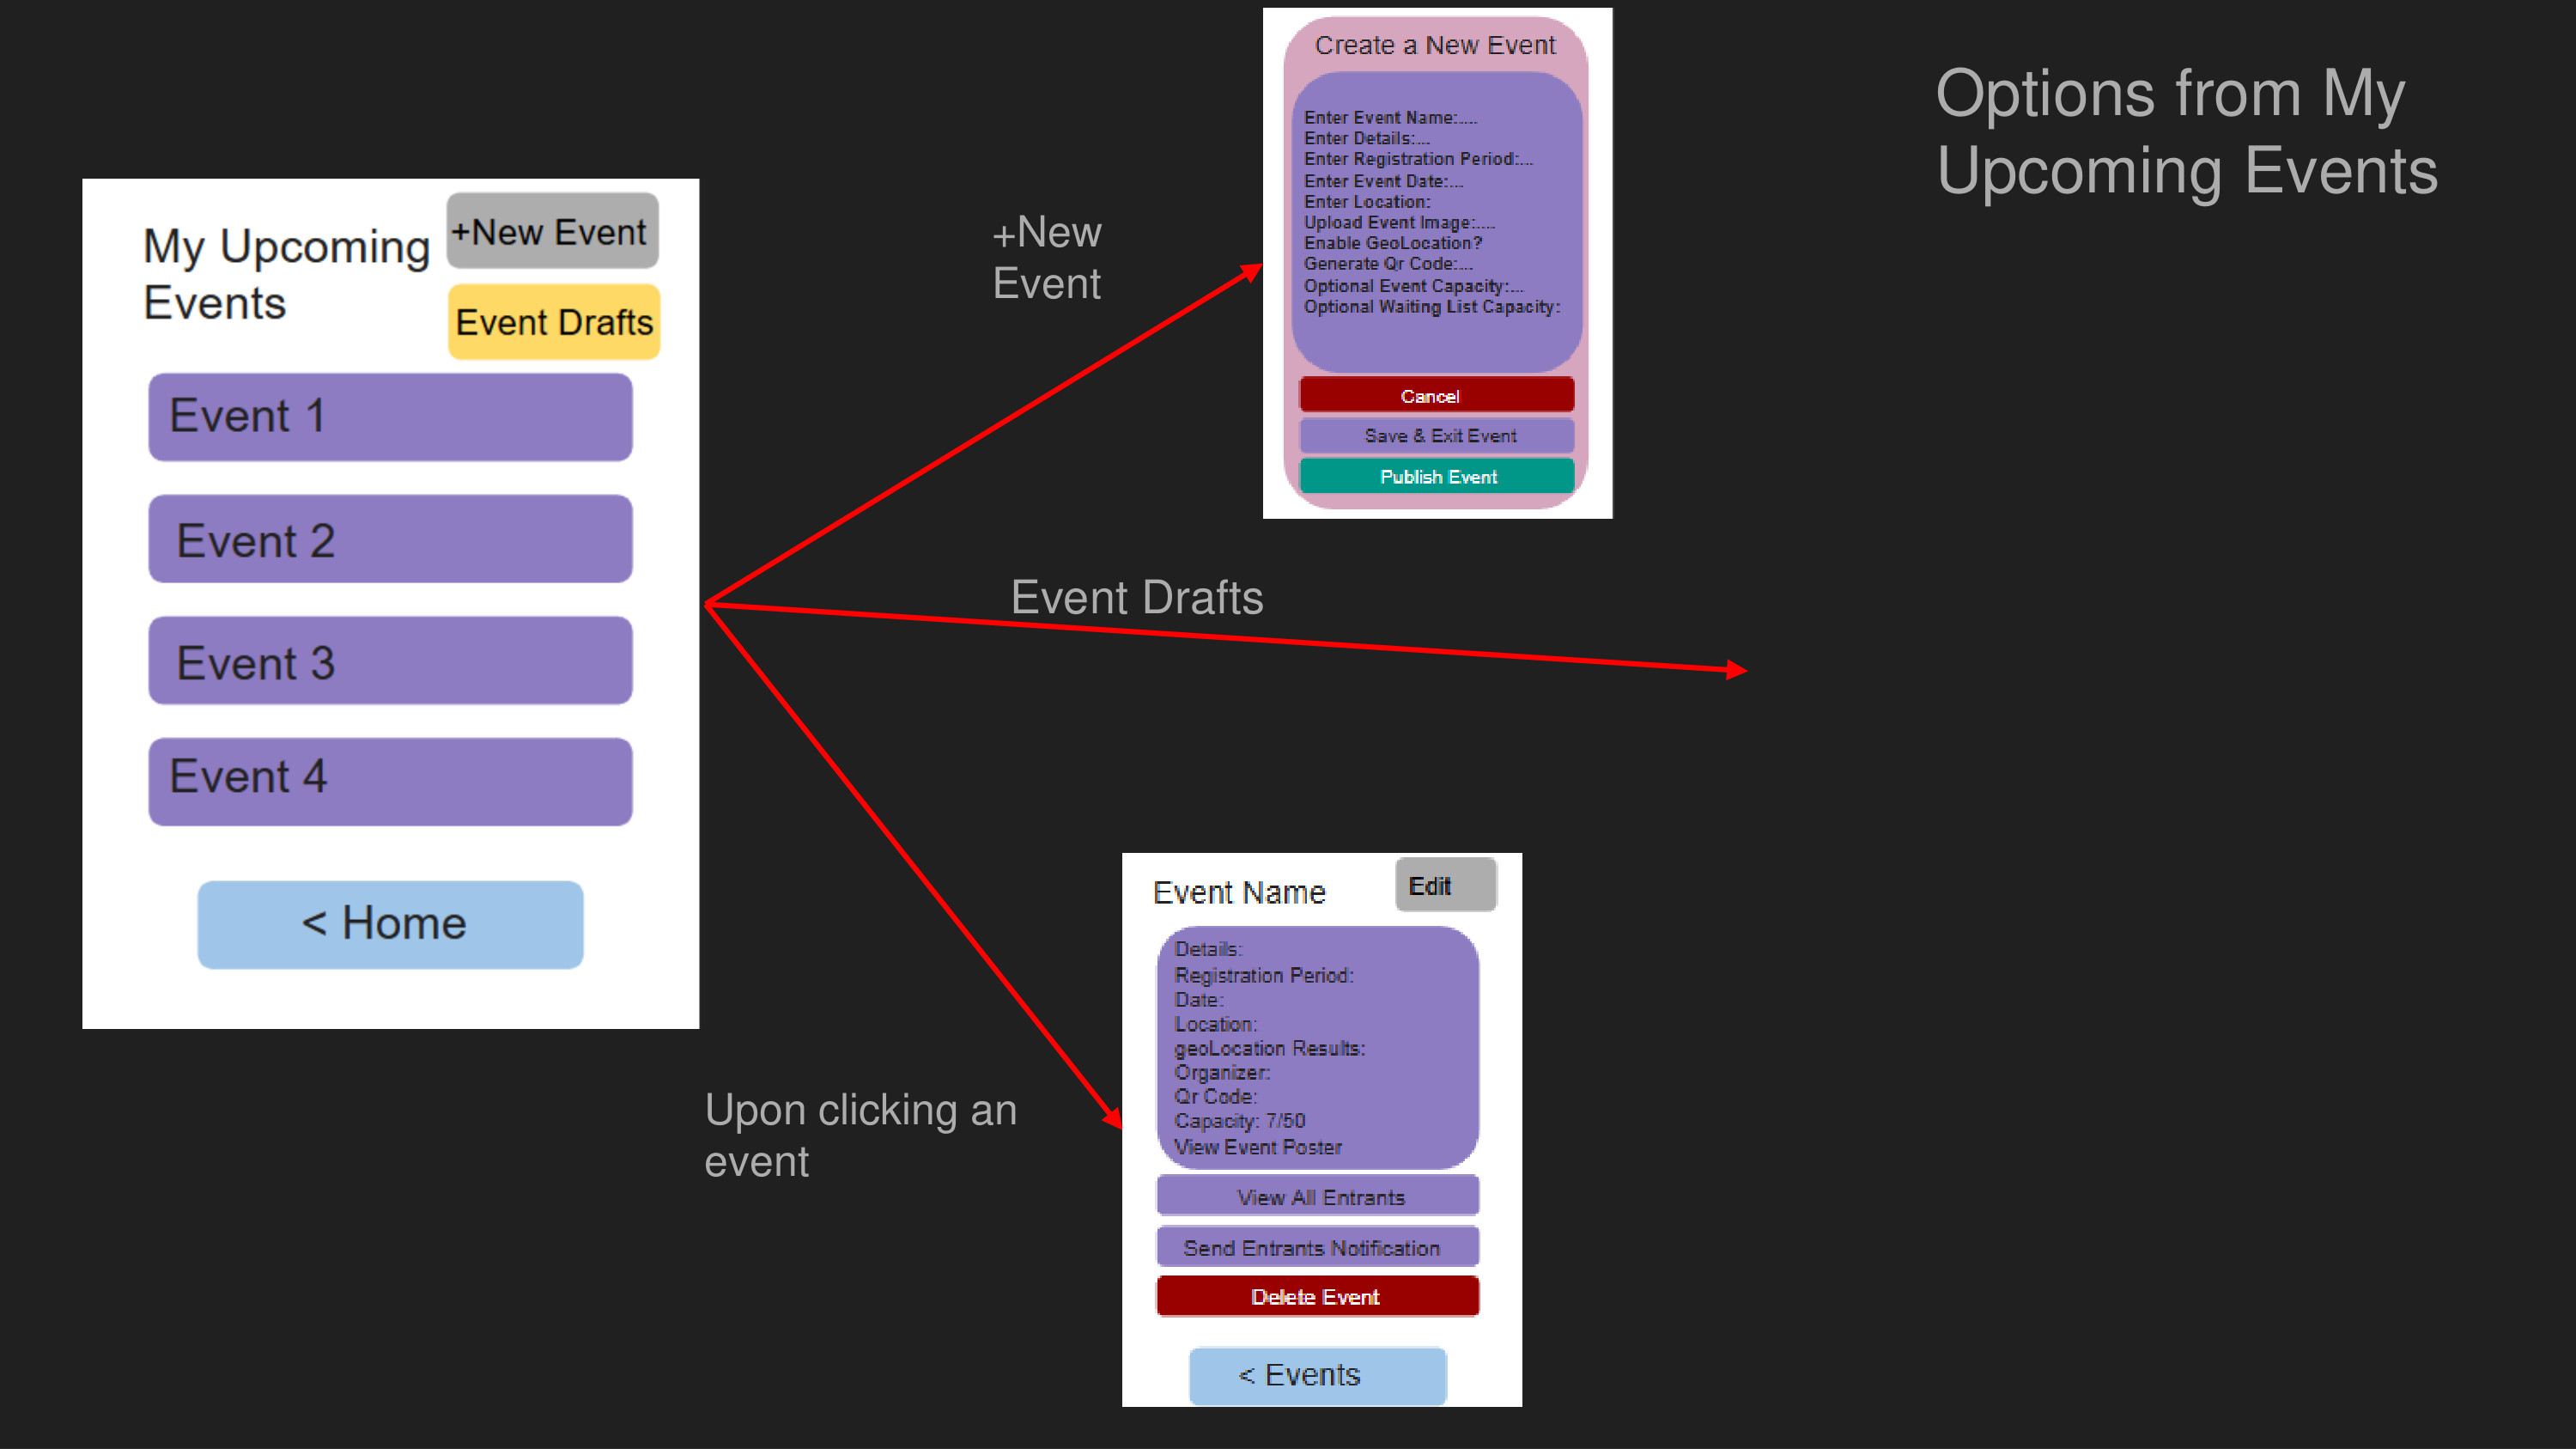 Options from My
Upcoming Events
My Upcoming
Events
+New Event
Event Drafts
Event 1
Event 2
Event 3
Event 4
< Home
+New
Event
Create a New Event
Enter Event Name:....
Enter Details:...
Enter Registration Period:...
Enter Event Date:...
Enter Location:
Upload Event Image:.....
Enable GeoLocation?
Generate Qr Code:...
Optional Event Capacity:...
Optional Waiting List Capacity:
Cancel
Save & Exit Event
Publish Event
Event Drafts
Upon clicking an
event
Event Name
Edit
Details:
Registration Period:
Date:
Location:
geoLocation Results:
Organizer:
Qr Code:
Capacity: 7/50
View Event Poster
View All Entrants
Send Entrants Notification
Delete Event
< Events